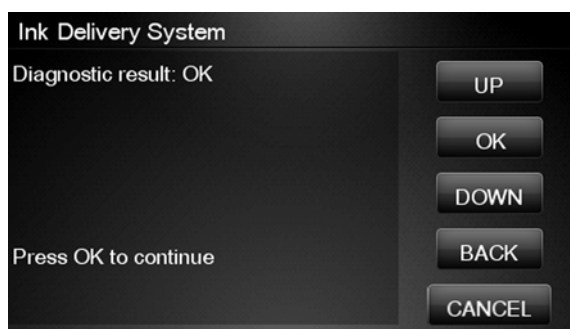 Ink Delivery System
Diagnostic result: OK
UP
OK
DOWN
Press OK to continue
BACK
CANCEL